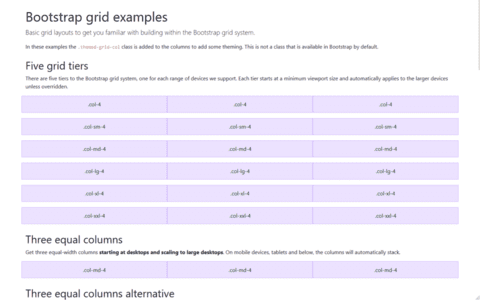 Bootstrap grid examples
Basic grid layouts to get you familiar with building within the Bootstrap grid system.
In these examples the .themed-grid-col class is added to the columns to add some theming. This is not a class that is available in Bootstrap by default.
Five grid tiers
There are five tiers to the Bootstrap grid system, one for each range of devices we support. Each tier starts at a minimum viewport size and automatically applies to the larger devices
unless overridden.
.col-4 .col-4 .col-4
.col-sm-4 .col-sm-4 .col-sm-4
.col-md-4 .col-md-4 .col-md-4
.col-lg-4 .col-lg-4 .col-lg-4
.col-xl-4 .col-xl-4 .col-xl-4
.col-xxl-4 .col-xxl-4 .col-xxl-4
Three equal columns
Get three equal-width columns starting at desktops and scaling to large desktops. On mobile devices, tablets and below, the columns will automatically stack.
.col-md-4 .col-md-4 .col-md-4
Three equal columns alternative